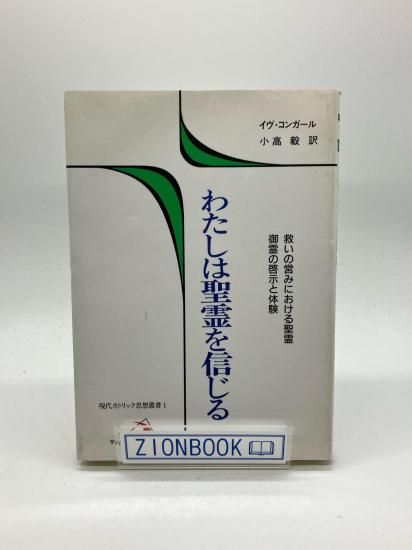 イヴ・コンガール
小高 毅 訳
救いの営みにおける聖霊
御霊の啓示と体験
わたしは聖霊を信じる
現代カトリック思想叢書1
サン
ZIONBOOK